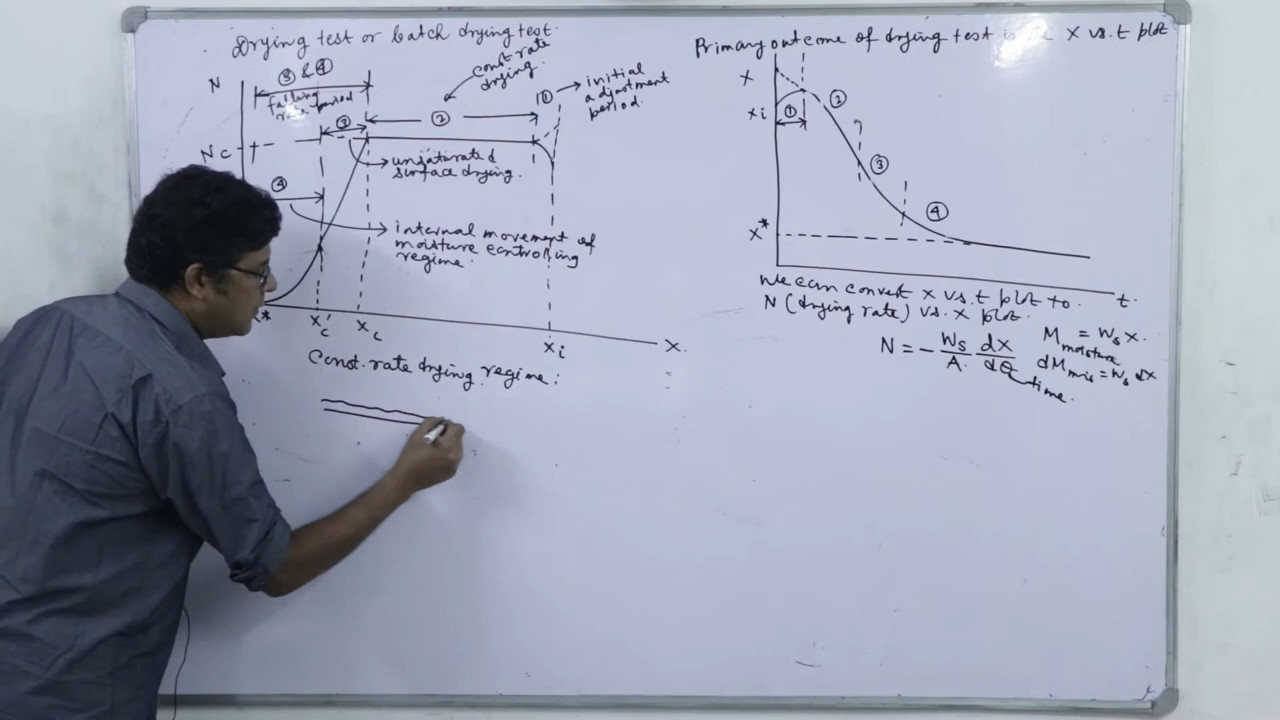 Drying test or batch drying test.
N
③ & ④
falling
rate period
③
const rate
drying.
②
①
initial
adjustment
period.
Nc
unsaturated
surface drying.
④
internal movement of
moisture controlling
regime.
*
Xc'
Xc
Xi
X.
Const. rate drying regime:
Primary outcome of drying test is X vs. t plot
X
Xi
①
②
③
④
X*
t.
We can convert X vs. t plot to
N (drying rate) vs. X plot.
N = - Ws/A. dX/dθ
time.
M moisture = Ws X.
dM mois = Ws dX